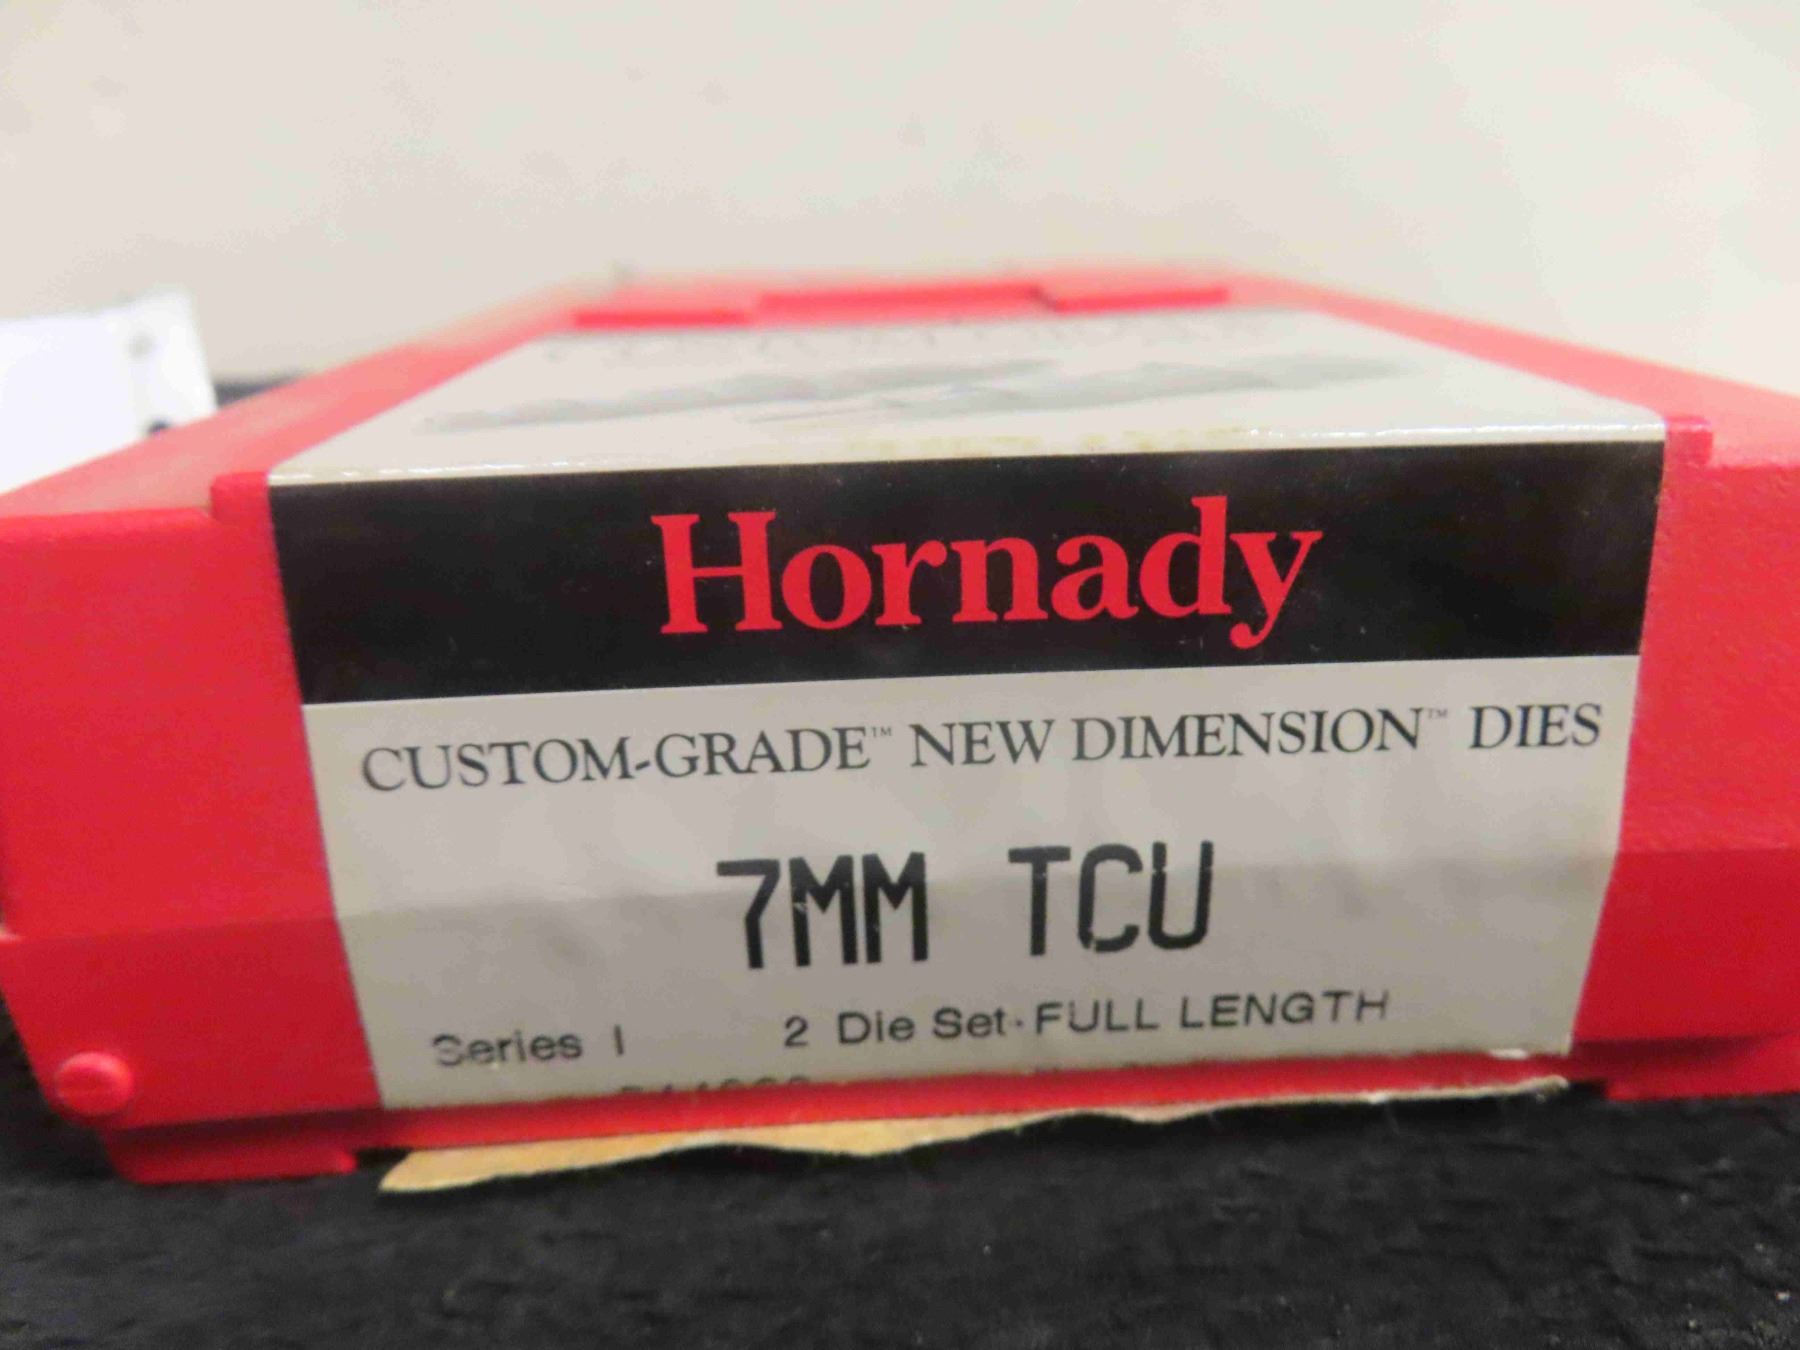 Hornady
CUSTOM-GRADE™ NEW DIMENSION™ DIES
7MM TCU
Series I 2 Die Set·FULL LENGTH